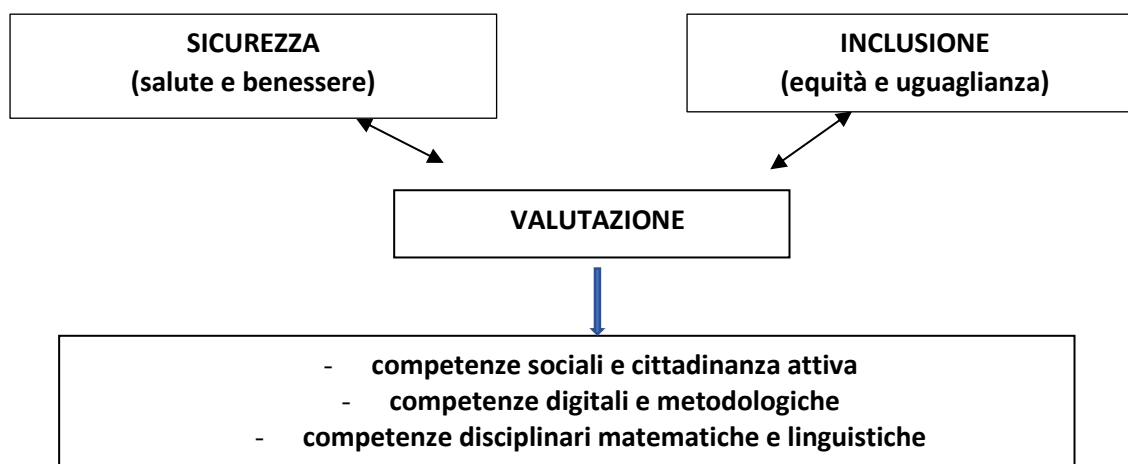 SICUREZZA
(salute e benessere)
INCLUSIONE
(equità e uguaglianza)
VALUTAZIONE
- competenze sociali e cittadinanza attiva
- competenze digitali e metodologiche
- competenze disciplinari matematiche e linguistiche